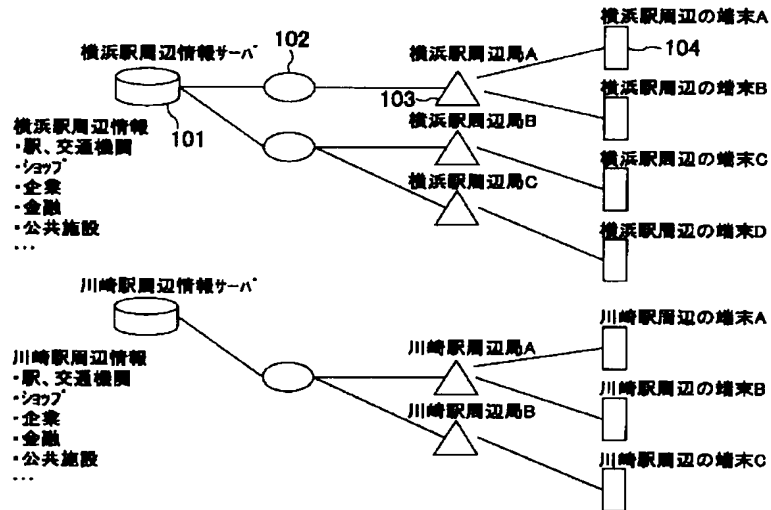 横浜駅周辺の端末A
102
横浜駅周辺情報サーバ
横浜駅周辺局A
104
103
横浜駅周辺の端末B
101
横浜駅周辺局B
横浜駅周辺情報
・駅、交通機関
・ショップ
・企業
・金融
・公共施設
・・・
横浜駅周辺の端末C
横浜駅周辺局C
横浜駅周辺の端末D
川崎駅周辺情報サーバ
川崎駅周辺の端末A
川崎駅周辺局A
川崎駅周辺情報
・駅、交通機関
・ショップ
・企業
・金融
・公共施設
・・・
川崎駅周辺の端末B
川崎駅周辺局B
川崎駅周辺の端末C